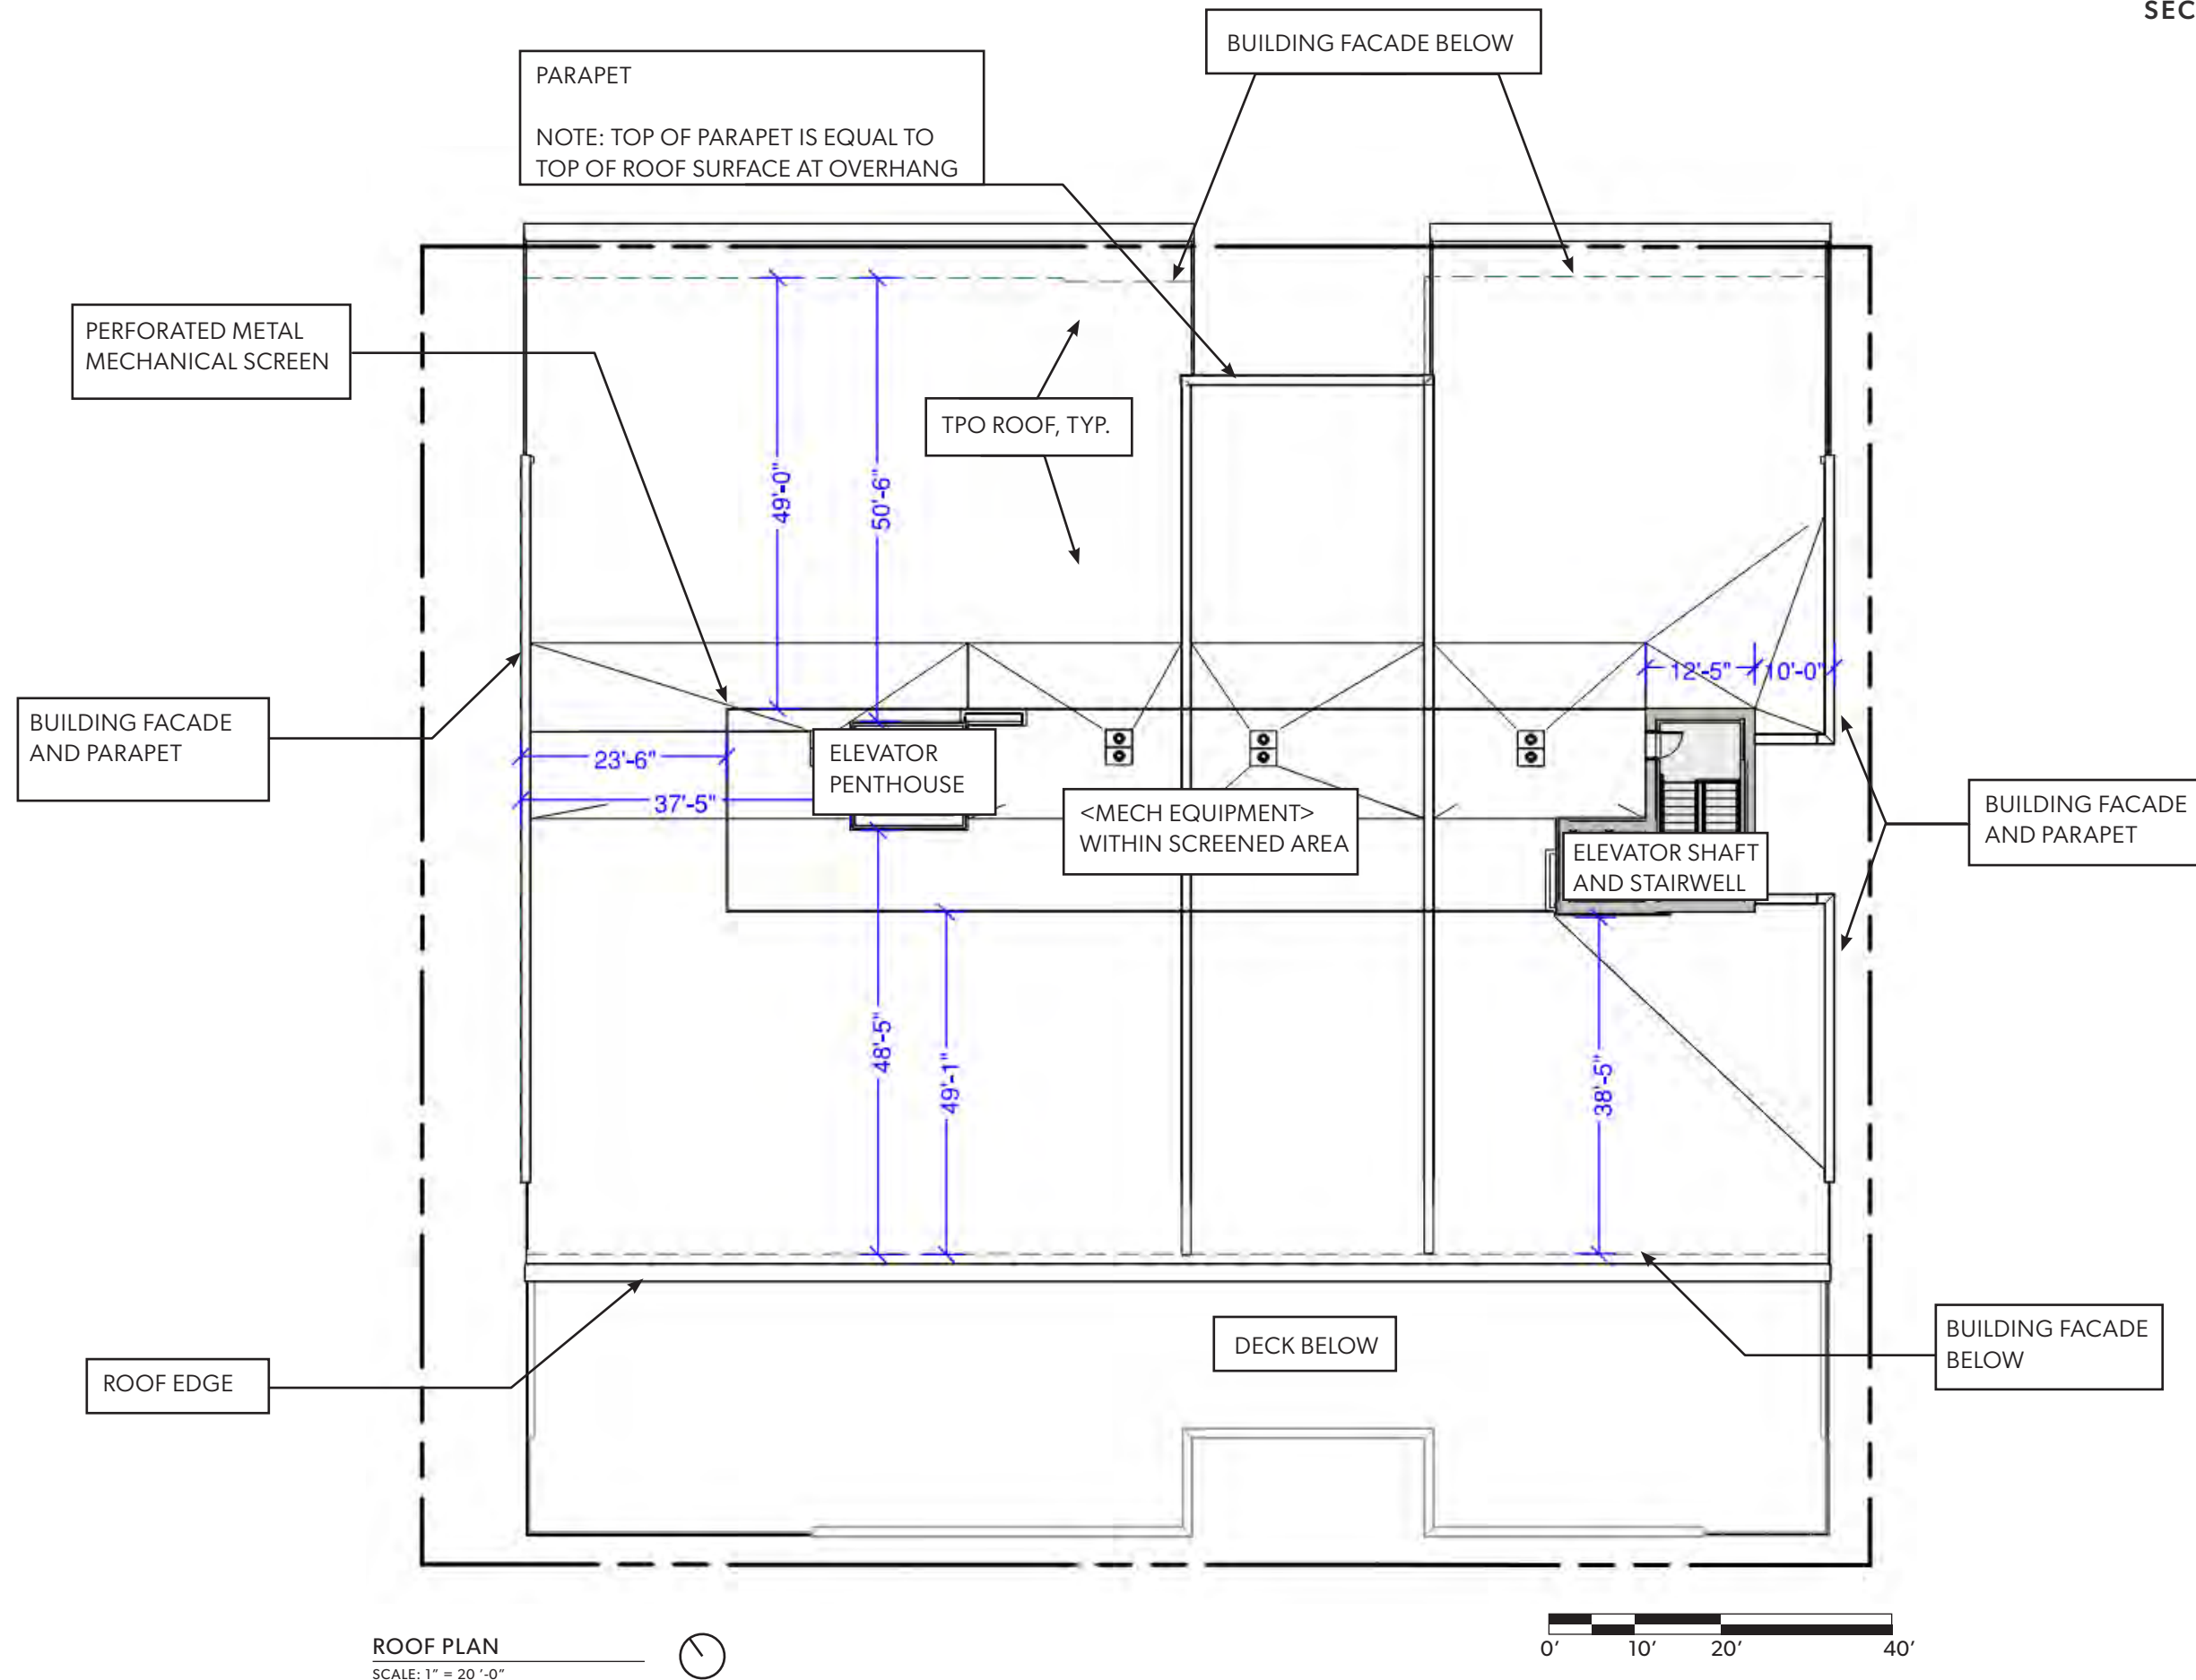 SEC
BUILDING FACADE BELOW
PARAPET
NOTE: TOP OF PARAPET IS EQUAL TO
TOP OF ROOF SURFACE AT OVERHANG
PERFORATED METAL
MECHANICAL SCREEN
TPO ROOF, TYP.
49'-0"
50'-6"
12'-5"
10'-0"
BUILDING FACADE
AND PARAPET
23'-6"
37'-5"
ELEVATOR
PENTHOUSE
<MECH EQUIPMENT>
WITHIN SCREENED AREA
ELEVATOR SHAFT
AND STAIRWELL
BUILDING FACADE
AND PARAPET
48'-5"
49'-1"
38'-5"
DECK BELOW
BUILDING FACADE
BELOW
ROOF EDGE
ROOF PLAN
SCALE: 1" = 20 '-0"
0'
10'
20'
40'